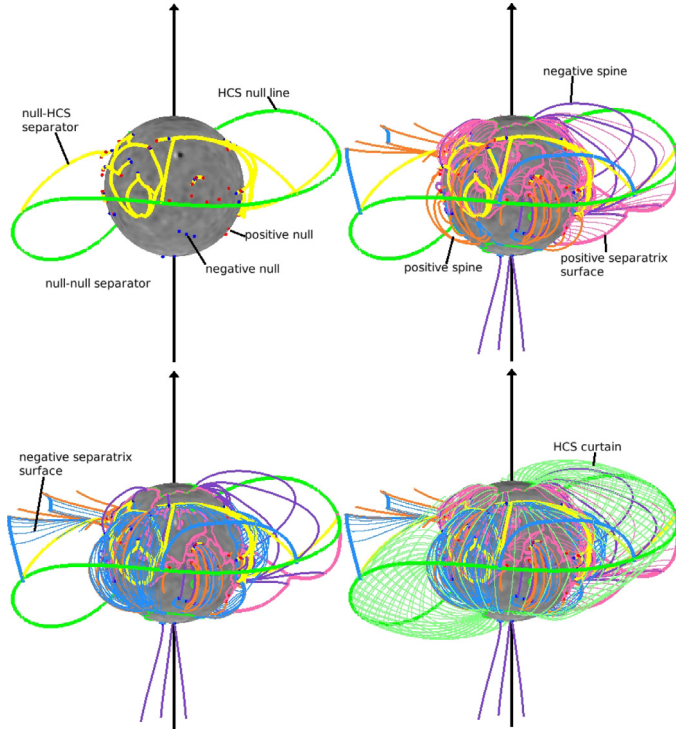 HCS null line
null-HCS
separator
positive null
negative null
null-null separator
negative spine
positive spine
positive separatrix
surface
negative separatrix
surface
HCS curtain